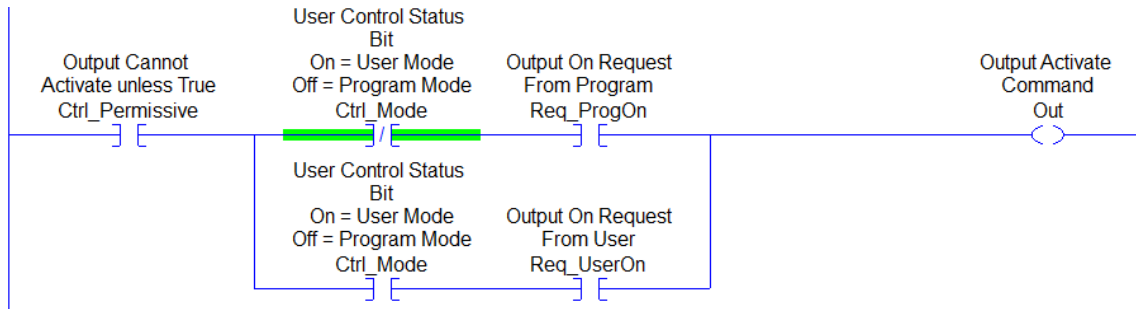 User Control Status
Bit
On = User Mode
Off = Program Mode
Ctrl_Mode
Output Cannot
Activate unless True
Ctrl_Permissive
Output On Request
From Program
Req_ProgOn
Output Activate
Command
Out
User Control Status
Bit
On = User Mode
Off = Program Mode
Ctrl_Mode
Output On Request
From User
Req_UserOn